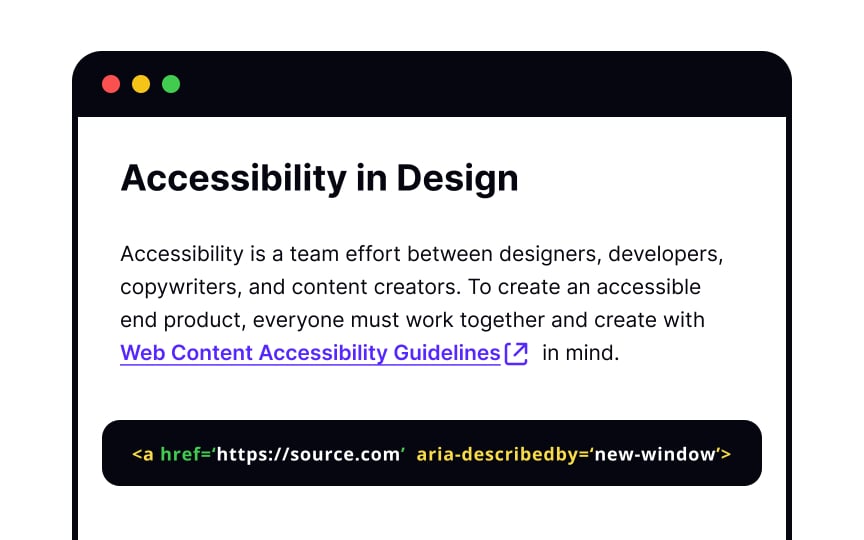 Accessibility in Design
Accessibility is a team effort between designers, developers,
copywriters, and content creators. To create an accessible
end product, everyone must work together and create with
Web Content Accessibility Guidelines in mind.
<a href=‘https://source.com’ aria-describedby=‘new-window’>